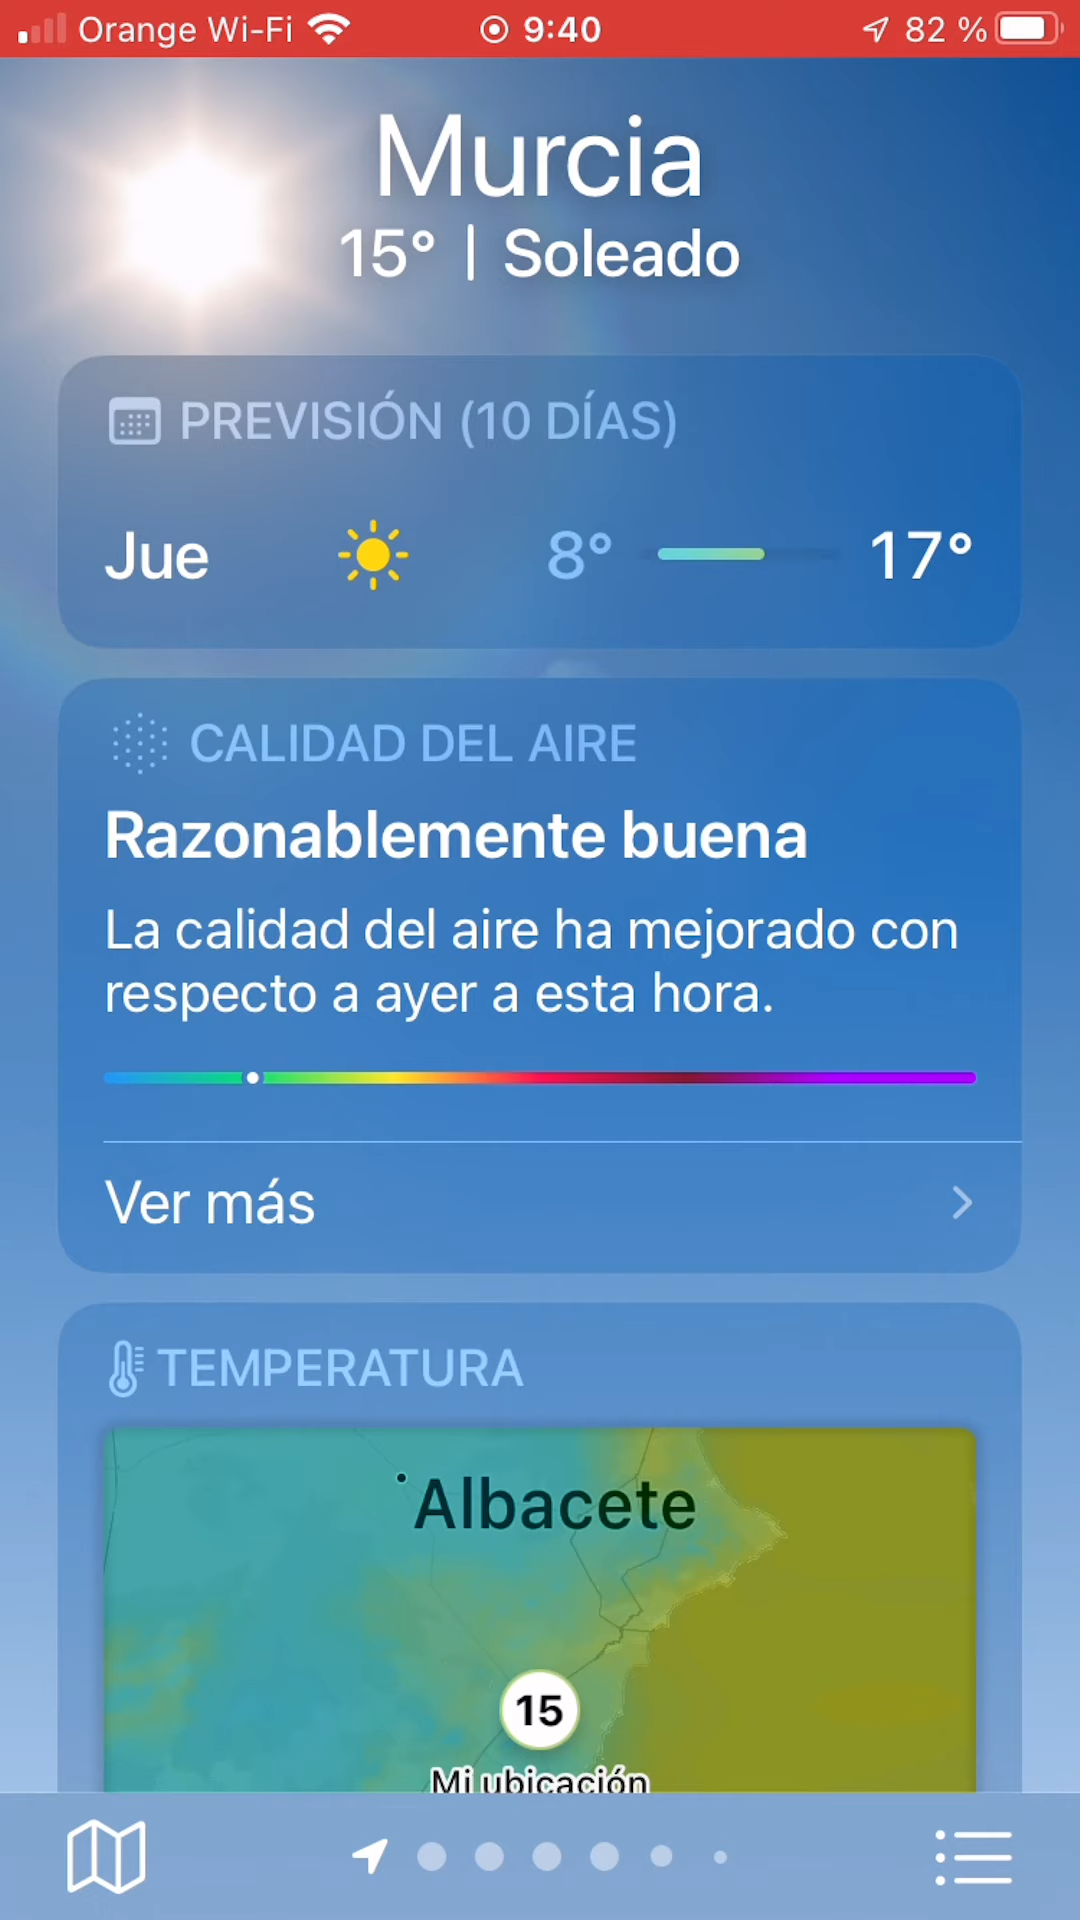 Orange Wi-Fi 9:40 82 %
Murcia
15° | Soleado
PREVISIÓN (10 DÍAS)
Jue 8° 17°
CALIDAD DEL AIRE
Razonablemente buena
La calidad del aire ha mejorado con
respecto a ayer a esta hora.
Ver más
TEMPERATURA
Albacete
15
Mi ubicación